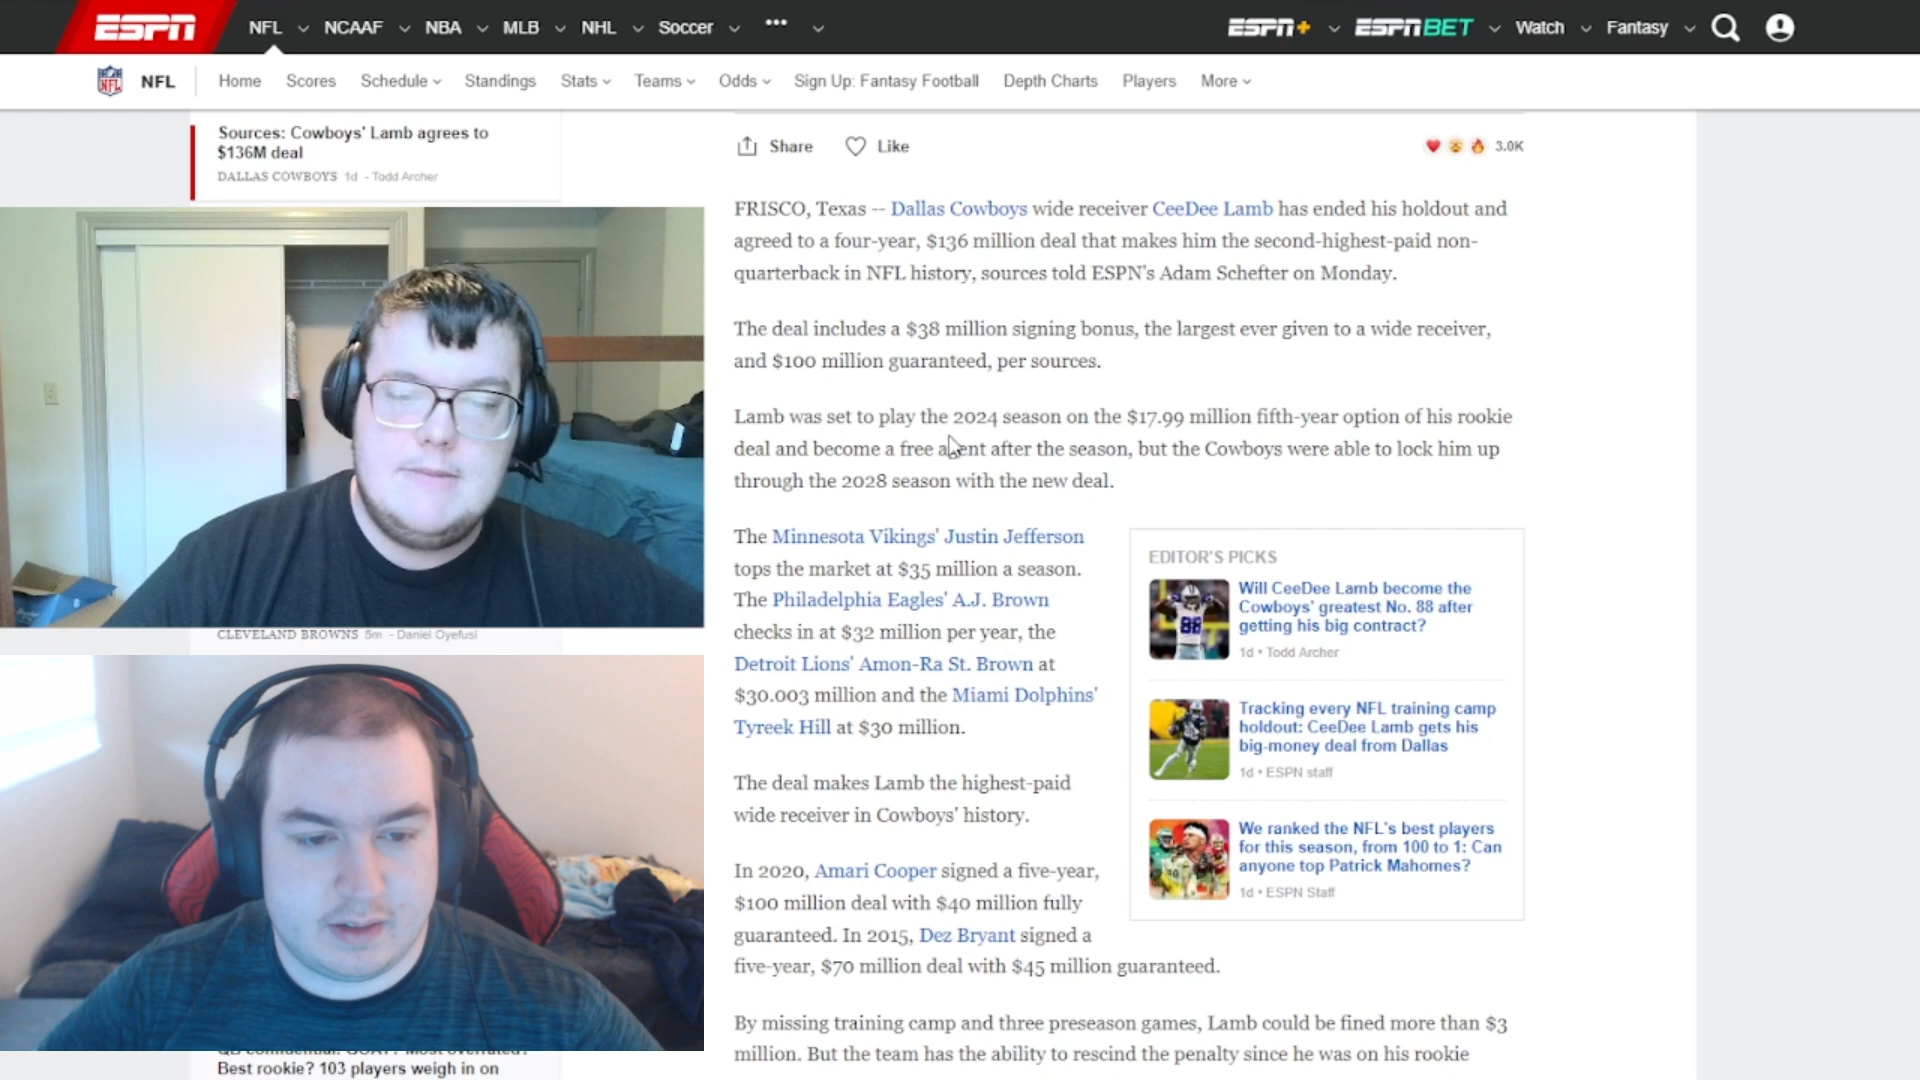 ESPN NFL NCAAF NBA MLB NHL Soccer ••• ESPN+ ESPN BET Watch Fantasy
NFL Home Scores Schedule Standings Stats Teams Odds Sign Up: Fantasy Football Depth Charts Players More
Sources: Cowboys' Lamb agrees to
$136M deal
DALLAS COWBOYS 1d - Todd Archer
CLEVELAND BROWNS 5m - Daniel Oyefusi
Best rookie? 103 players weigh in on
Share Like 3.0K
FRISCO, Texas -- Dallas Cowboys wide receiver CeeDee Lamb has ended his holdout and
agreed to a four-year, $136 million deal that makes him the second-highest-paid non-
quarterback in NFL history, sources told ESPN's Adam Schefter on Monday.
The deal includes a $38 million signing bonus, the largest ever given to a wide receiver,
and $100 million guaranteed, per sources.
Lamb was set to play the 2024 season on the $17.99 million fifth-year option of his rookie
deal and become a free agent after the season, but the Cowboys were able to lock him up
through the 2028 season with the new deal.
The Minnesota Vikings' Justin Jefferson
tops the market at $35 million a season.
The Philadelphia Eagles' A.J. Brown
checks in at $32 million per year, the
Detroit Lions' Amon-Ra St. Brown at
$30.003 million and the Miami Dolphins'
Tyreek Hill at $30 million.
The deal makes Lamb the highest-paid
wide receiver in Cowboys' history.
In 2020, Amari Cooper signed a five-year,
$100 million deal with $40 million fully
guaranteed. In 2015, Dez Bryant signed a
five-year, $70 million deal with $45 million guaranteed.
By missing training camp and three preseason games, Lamb could be fined more than $3
million. But the team has the ability to rescind the penalty since he was on his rookie
EDITOR'S PICKS
Will CeeDee Lamb become the
Cowboys' greatest No. 88 after
getting his big contract?
1d • Todd Archer
Tracking every NFL training camp
holdout: CeeDee Lamb gets his
big-money deal from Dallas
1d • ESPN staff
We ranked the NFL's best players
for this season, from 100 to 1: Can
anyone top Patrick Mahomes?
1d • ESPN Staff